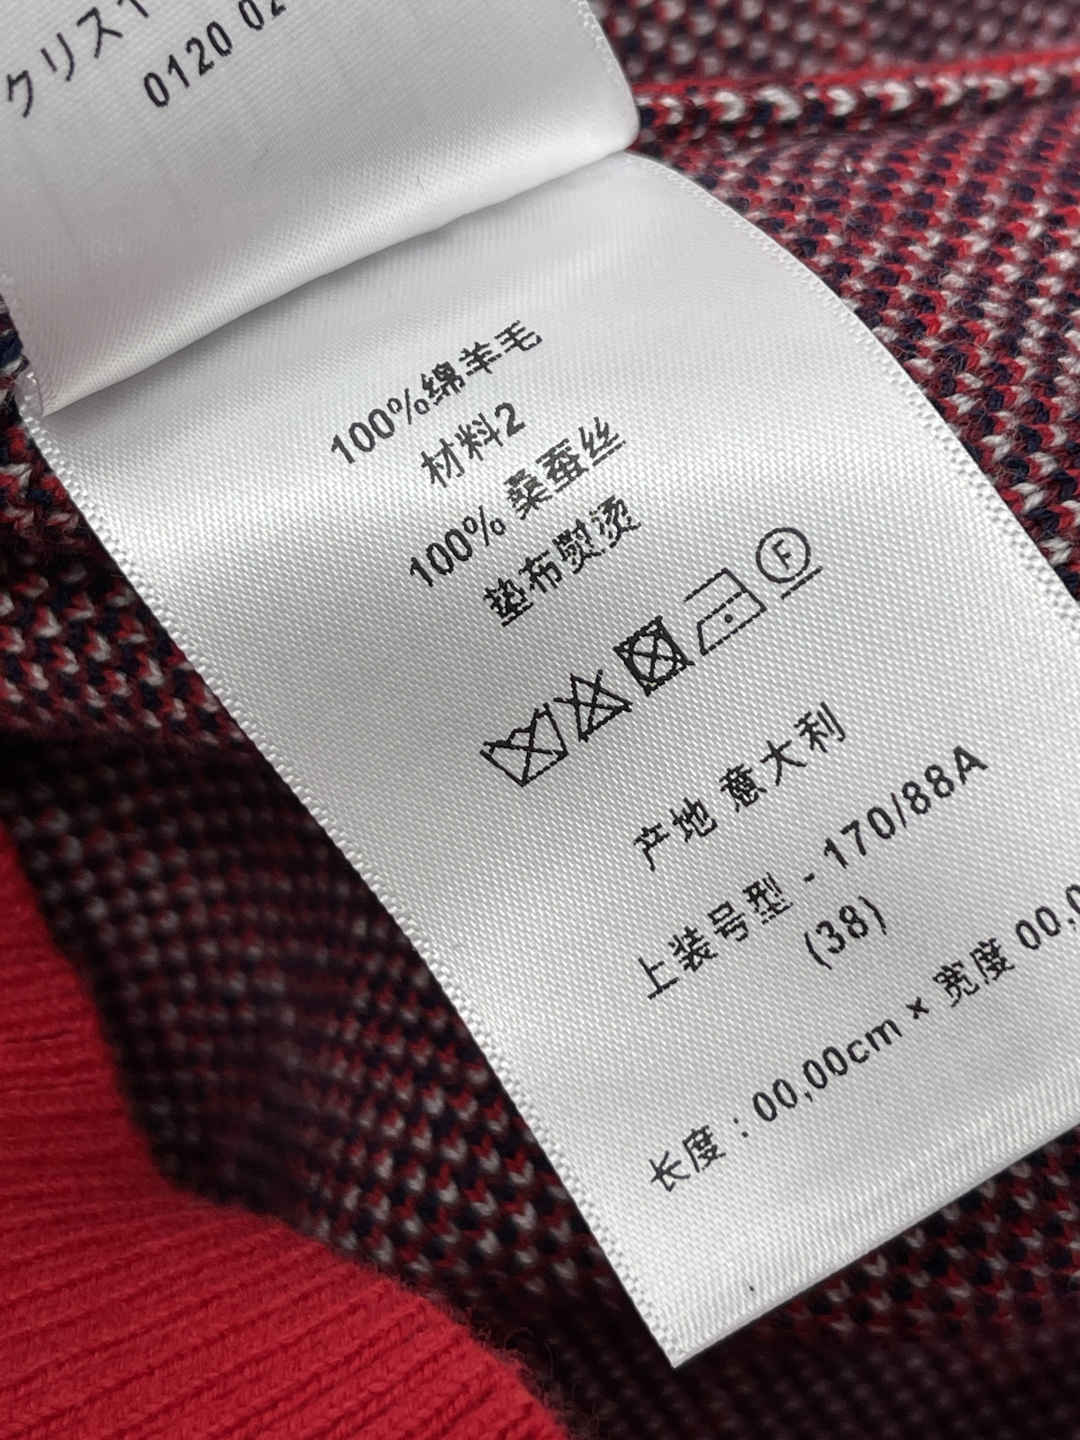 クリス
0120 02
100%绵羊毛
材料2
100% 桑蚕丝
垫布熨烫
F
产地 意大利
上装号型 - 170/88A
(38)
长度 : 00,00cm × 宽度 00,0